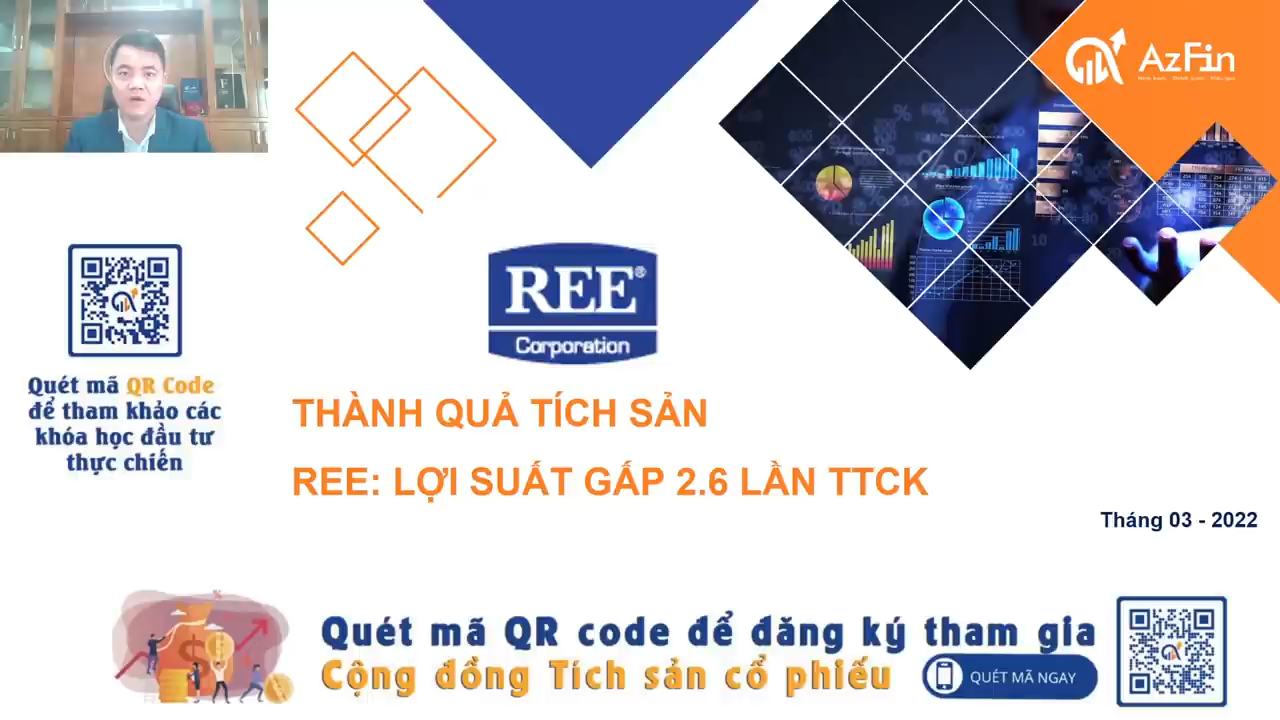 AzFin
REE®
Corporation
Quét mã QR Code
để tham khảo các
khóa học đầu tư
thực chiến
THÀNH QUẢ TÍCH SẢN
REE: LỢI SUẤT GẤP 2.6 LẦN TTCK
Tháng 03 - 2022
Quét mã QR code để đăng ký tham gia
Cộng đồng Tích sản cổ phiếu
QUÉT MÃ NGAY